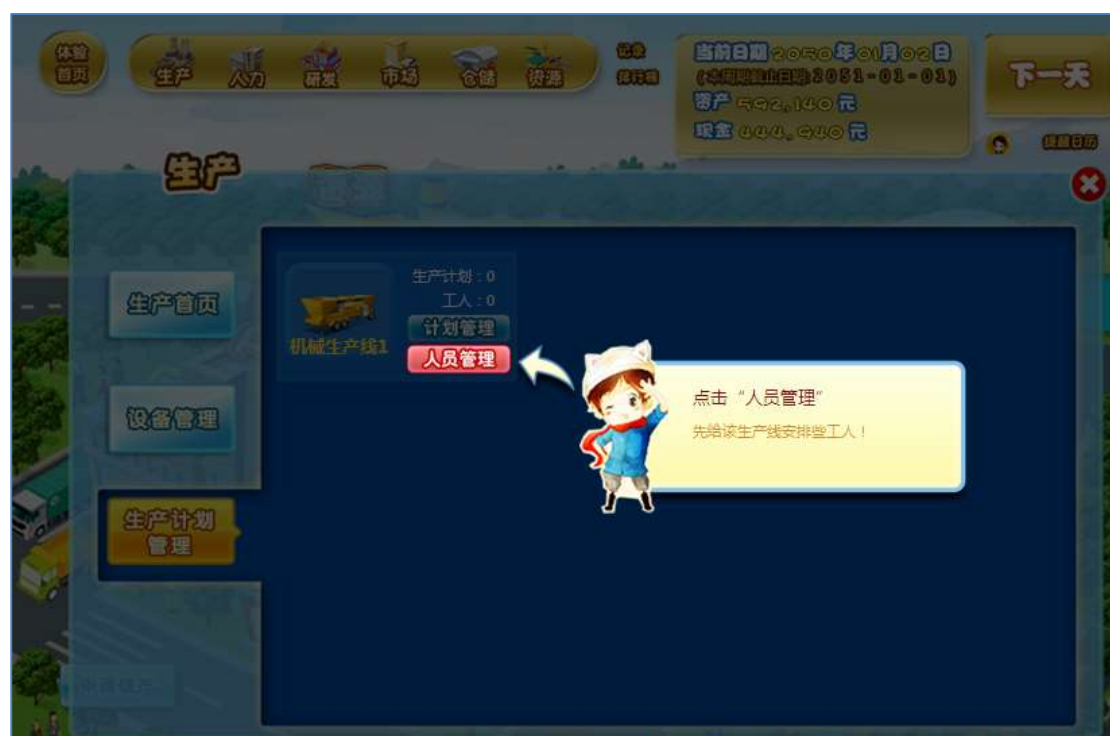 体验
首页
生产
人力
研发
市场
仓储
资源
记录
排行榜
当前日期 2050年01月02日
(本周期截止日期:2051-01-01)
资产 592,140 元
现金 444,940 元
下一天
提醒日历
生产
生产首页
设备管理
生产计划
管理
生产计划:0
工人:0
计划管理
人员管理
机械生产线1
点击“人员管理”
先给该生产线安排些工人!